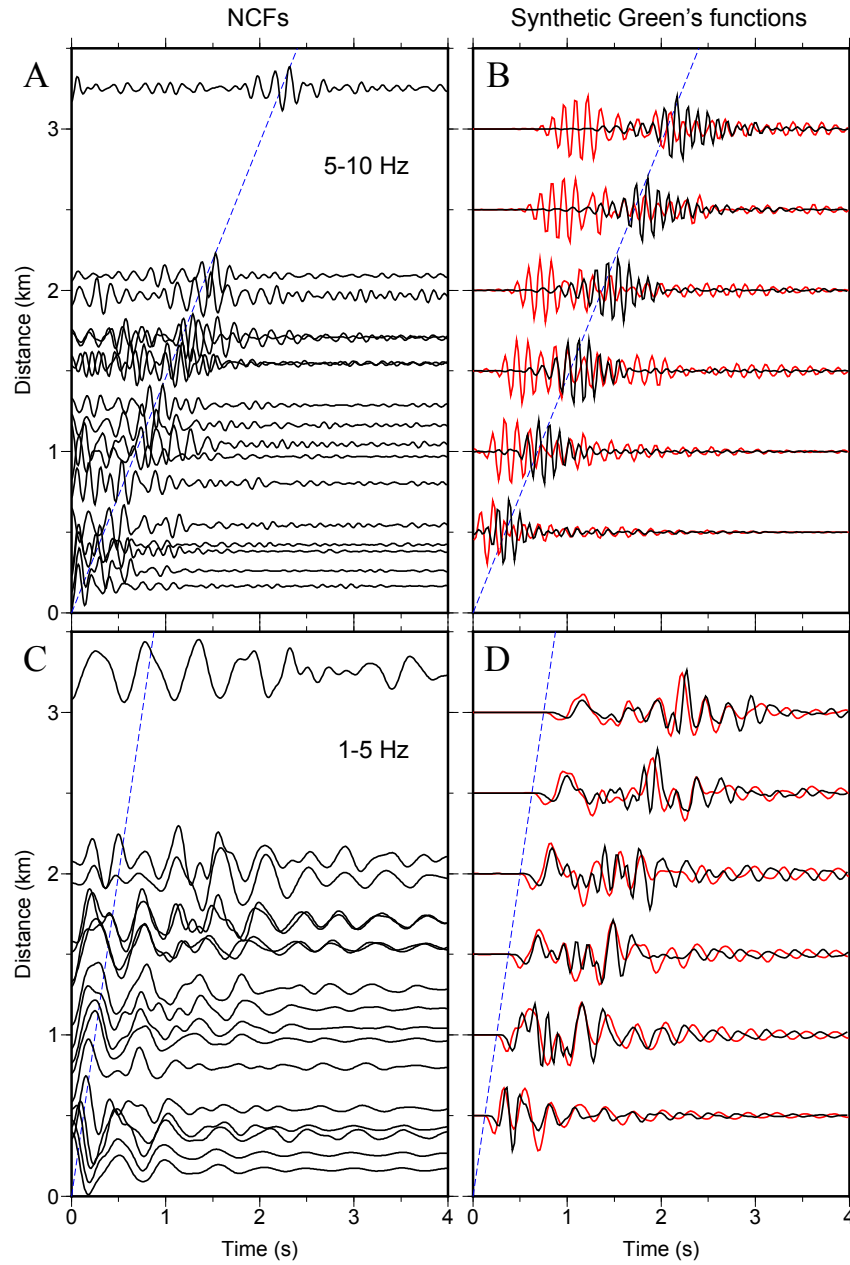 NCFs
Synthetic Green's functions
A
B
3
5-10 Hz
2
Distance (km)
1
0
C
D
3
1-5 Hz
2
Distance (km)
1
0
0 1 2 3 4
0 1 2 3 4
Time (s)
Time (s)